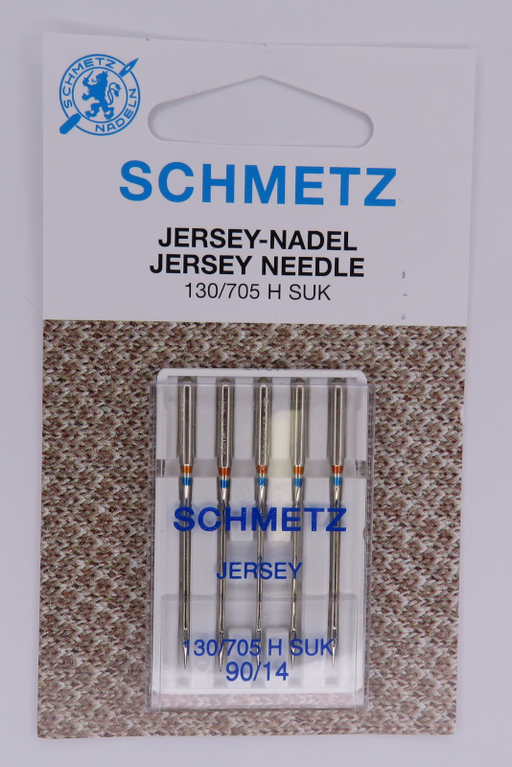 SCHMETZ
NADELN
SCHMETZ
JERSEY-NADEL
JERSEY NEEDLE
130/705 H SUK
SCHMETZ
JERSEY
130/705 H SUK
90/14